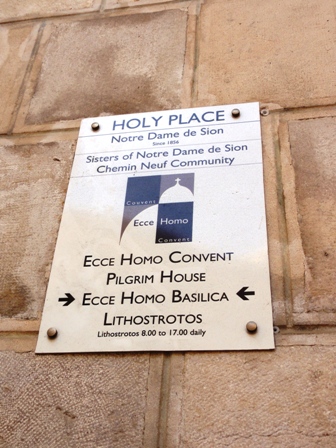 HOLY PLACE
Notre Dame de Sion
Since 1856
Sisters of Notre Dame de Sion
Chemin Neuf Community
Convent
Ecce Homo
Convent
ECCE HOMO CONVENT
PILGRIM HOUSE
→ ECCE HOMO BASILICA ←
LITHOSTROTOS
Lithostrotos 8.00 to 17.00 daily